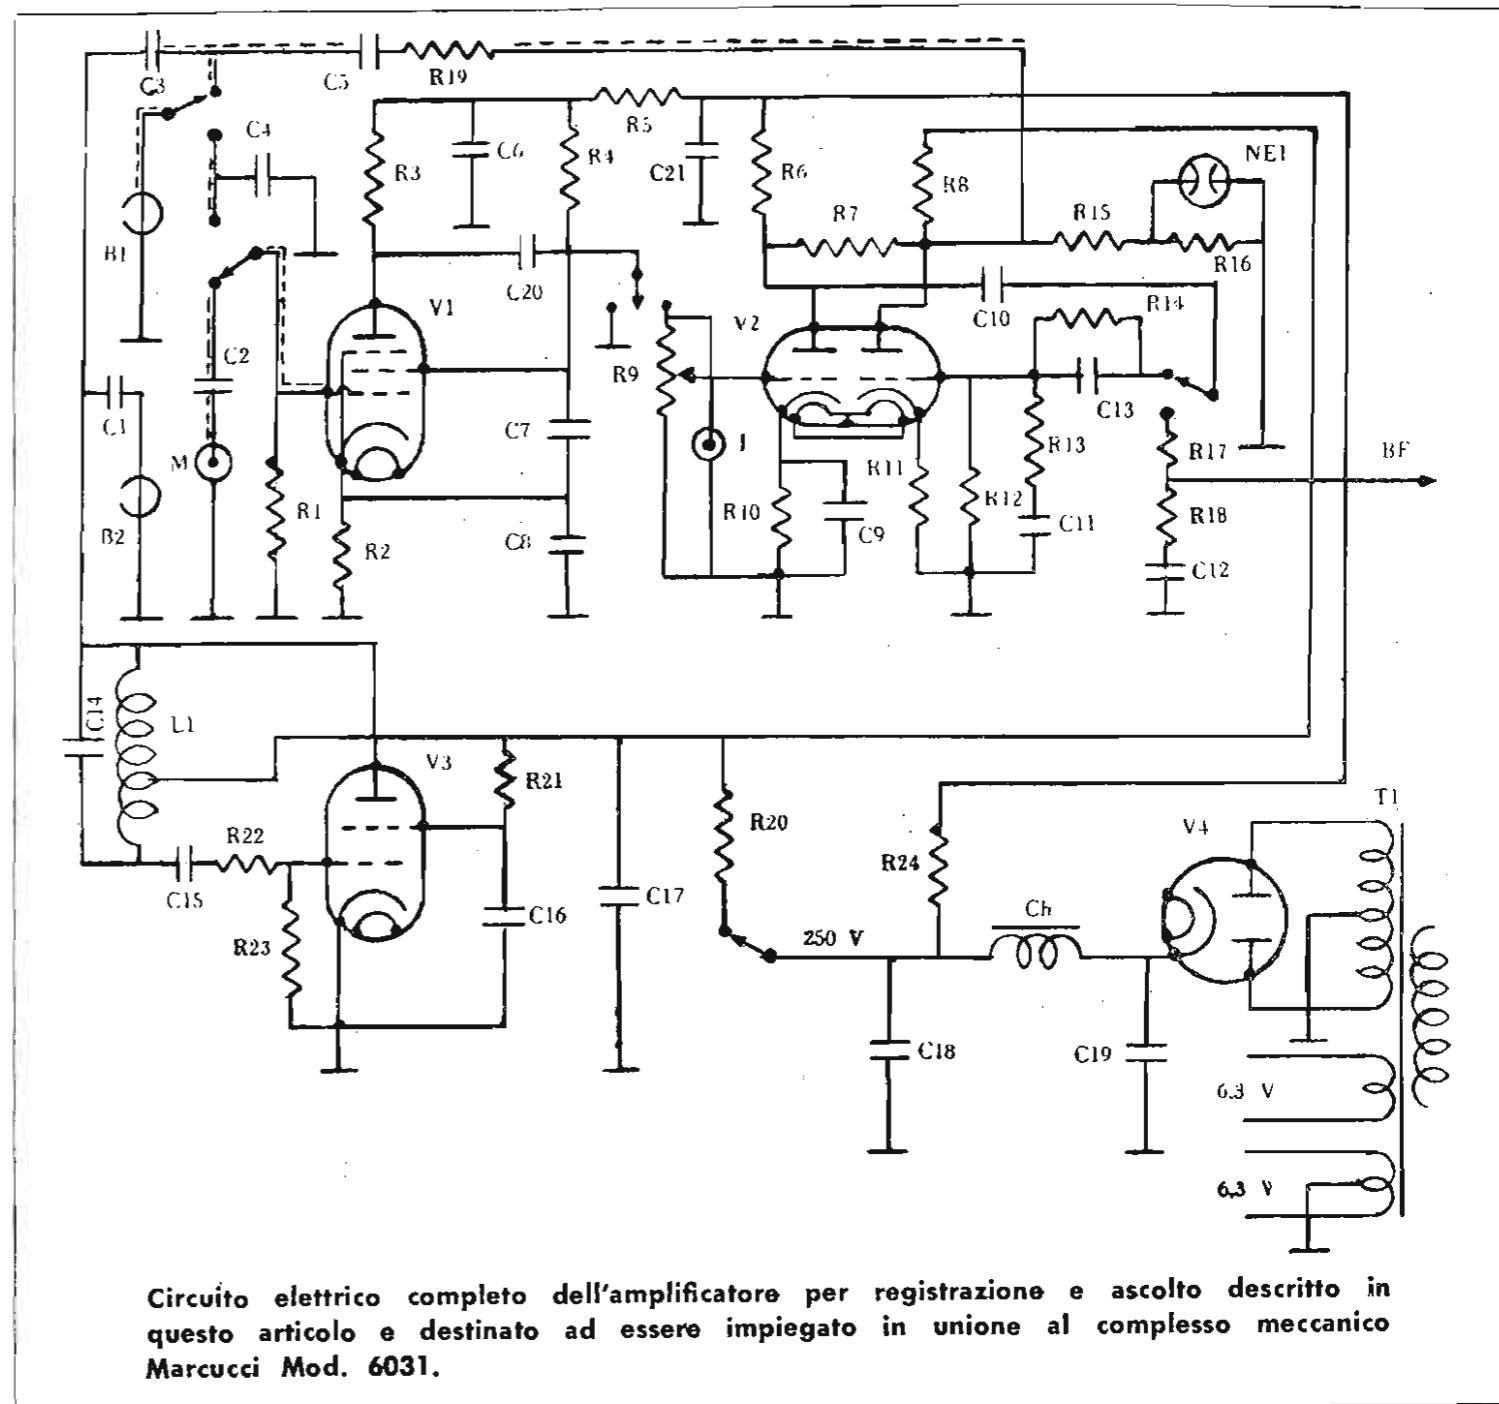 C3
C5
R19
C4
R3
C6
R4
R5
C21
R6
R8
NE1
R7
R15
R16
B1
C20
V1
V2
C10
R14
C2
R9
C1
C7
C13
M
J
R11
R13
R17
BF
R1
R10
R12
R18
B2
R2
C8
C9
C11
C12
C14
L1
V3
R21
R20
T1
V4
R22
R24
C15
C16
C17
Ch
R23
250 V
C18
C19
6.3 V
6.3 V
Circuito elettrico completo dell'amplificatore per registrazione e ascolto descritto in
questo articolo e destinato ad essere impiegato in unione al complesso meccanico
Marcucci Mod. 6031.